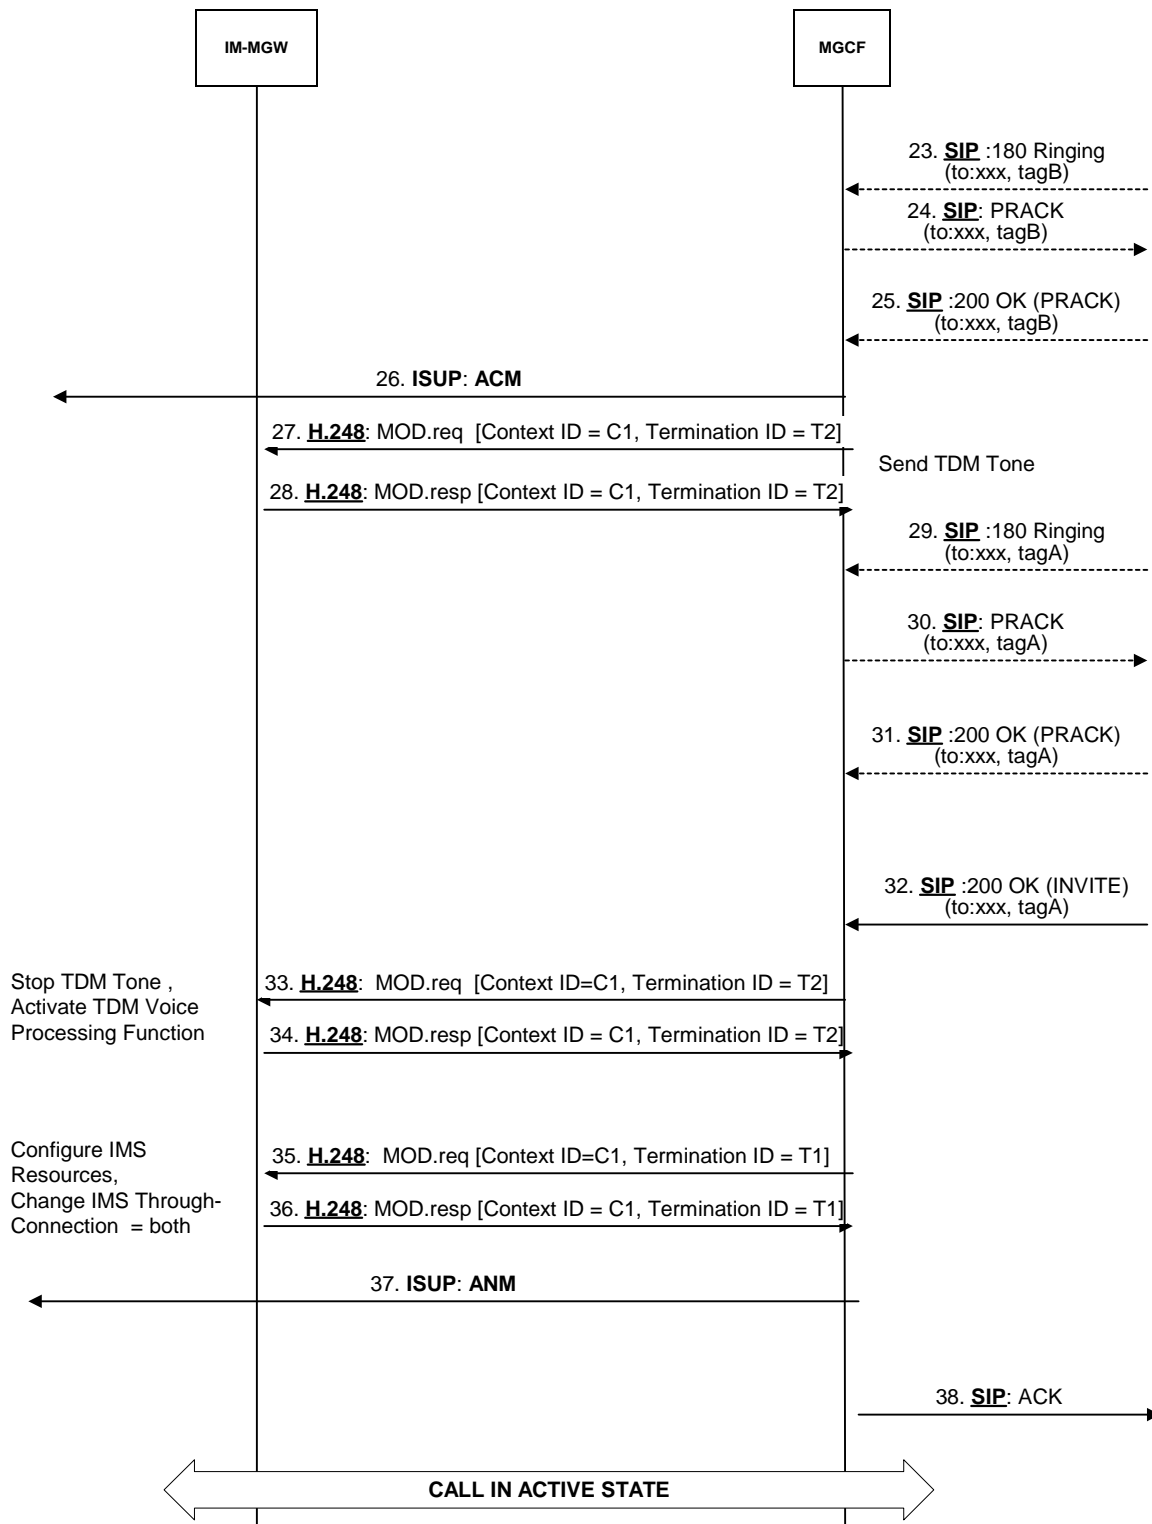 IM-MGW
MGCF
23. SIP :180 Ringing
(to:xxx, tagB)
24. SIP: PRACK
(to:xxx, tagB)
25. SIP :200 OK (PRACK)
(to:xxx, tagB)
26. ISUP: ACM
27. H.248: MOD.req [Context ID = C1, Termination ID = T2]
Send TDM Tone
28. H.248: MOD.resp [Context ID = C1, Termination ID = T2]
29. SIP :180 Ringing
(to:xxx, tagA)
30. SIP: PRACK
(to:xxx, tagA)
31. SIP :200 OK (PRACK)
(to:xxx, tagA)
32. SIP :200 OK (INVITE)
(to:xxx, tagA)
Stop TDM Tone ,
Activate TDM Voice
Processing Function
33. H.248: MOD.req [Context ID=C1, Termination ID = T2]
34. H.248: MOD.resp [Context ID = C1, Termination ID = T2]
Configure IMS
Resources,
Change IMS Through-
Connection = both
35. H.248: MOD.req [Context ID=C1, Termination ID = T1]
36. H.248: MOD.resp [Context ID = C1, Termination ID = T1]
37. ISUP: ANM
38. SIP: ACK
CALL IN ACTIVE STATE